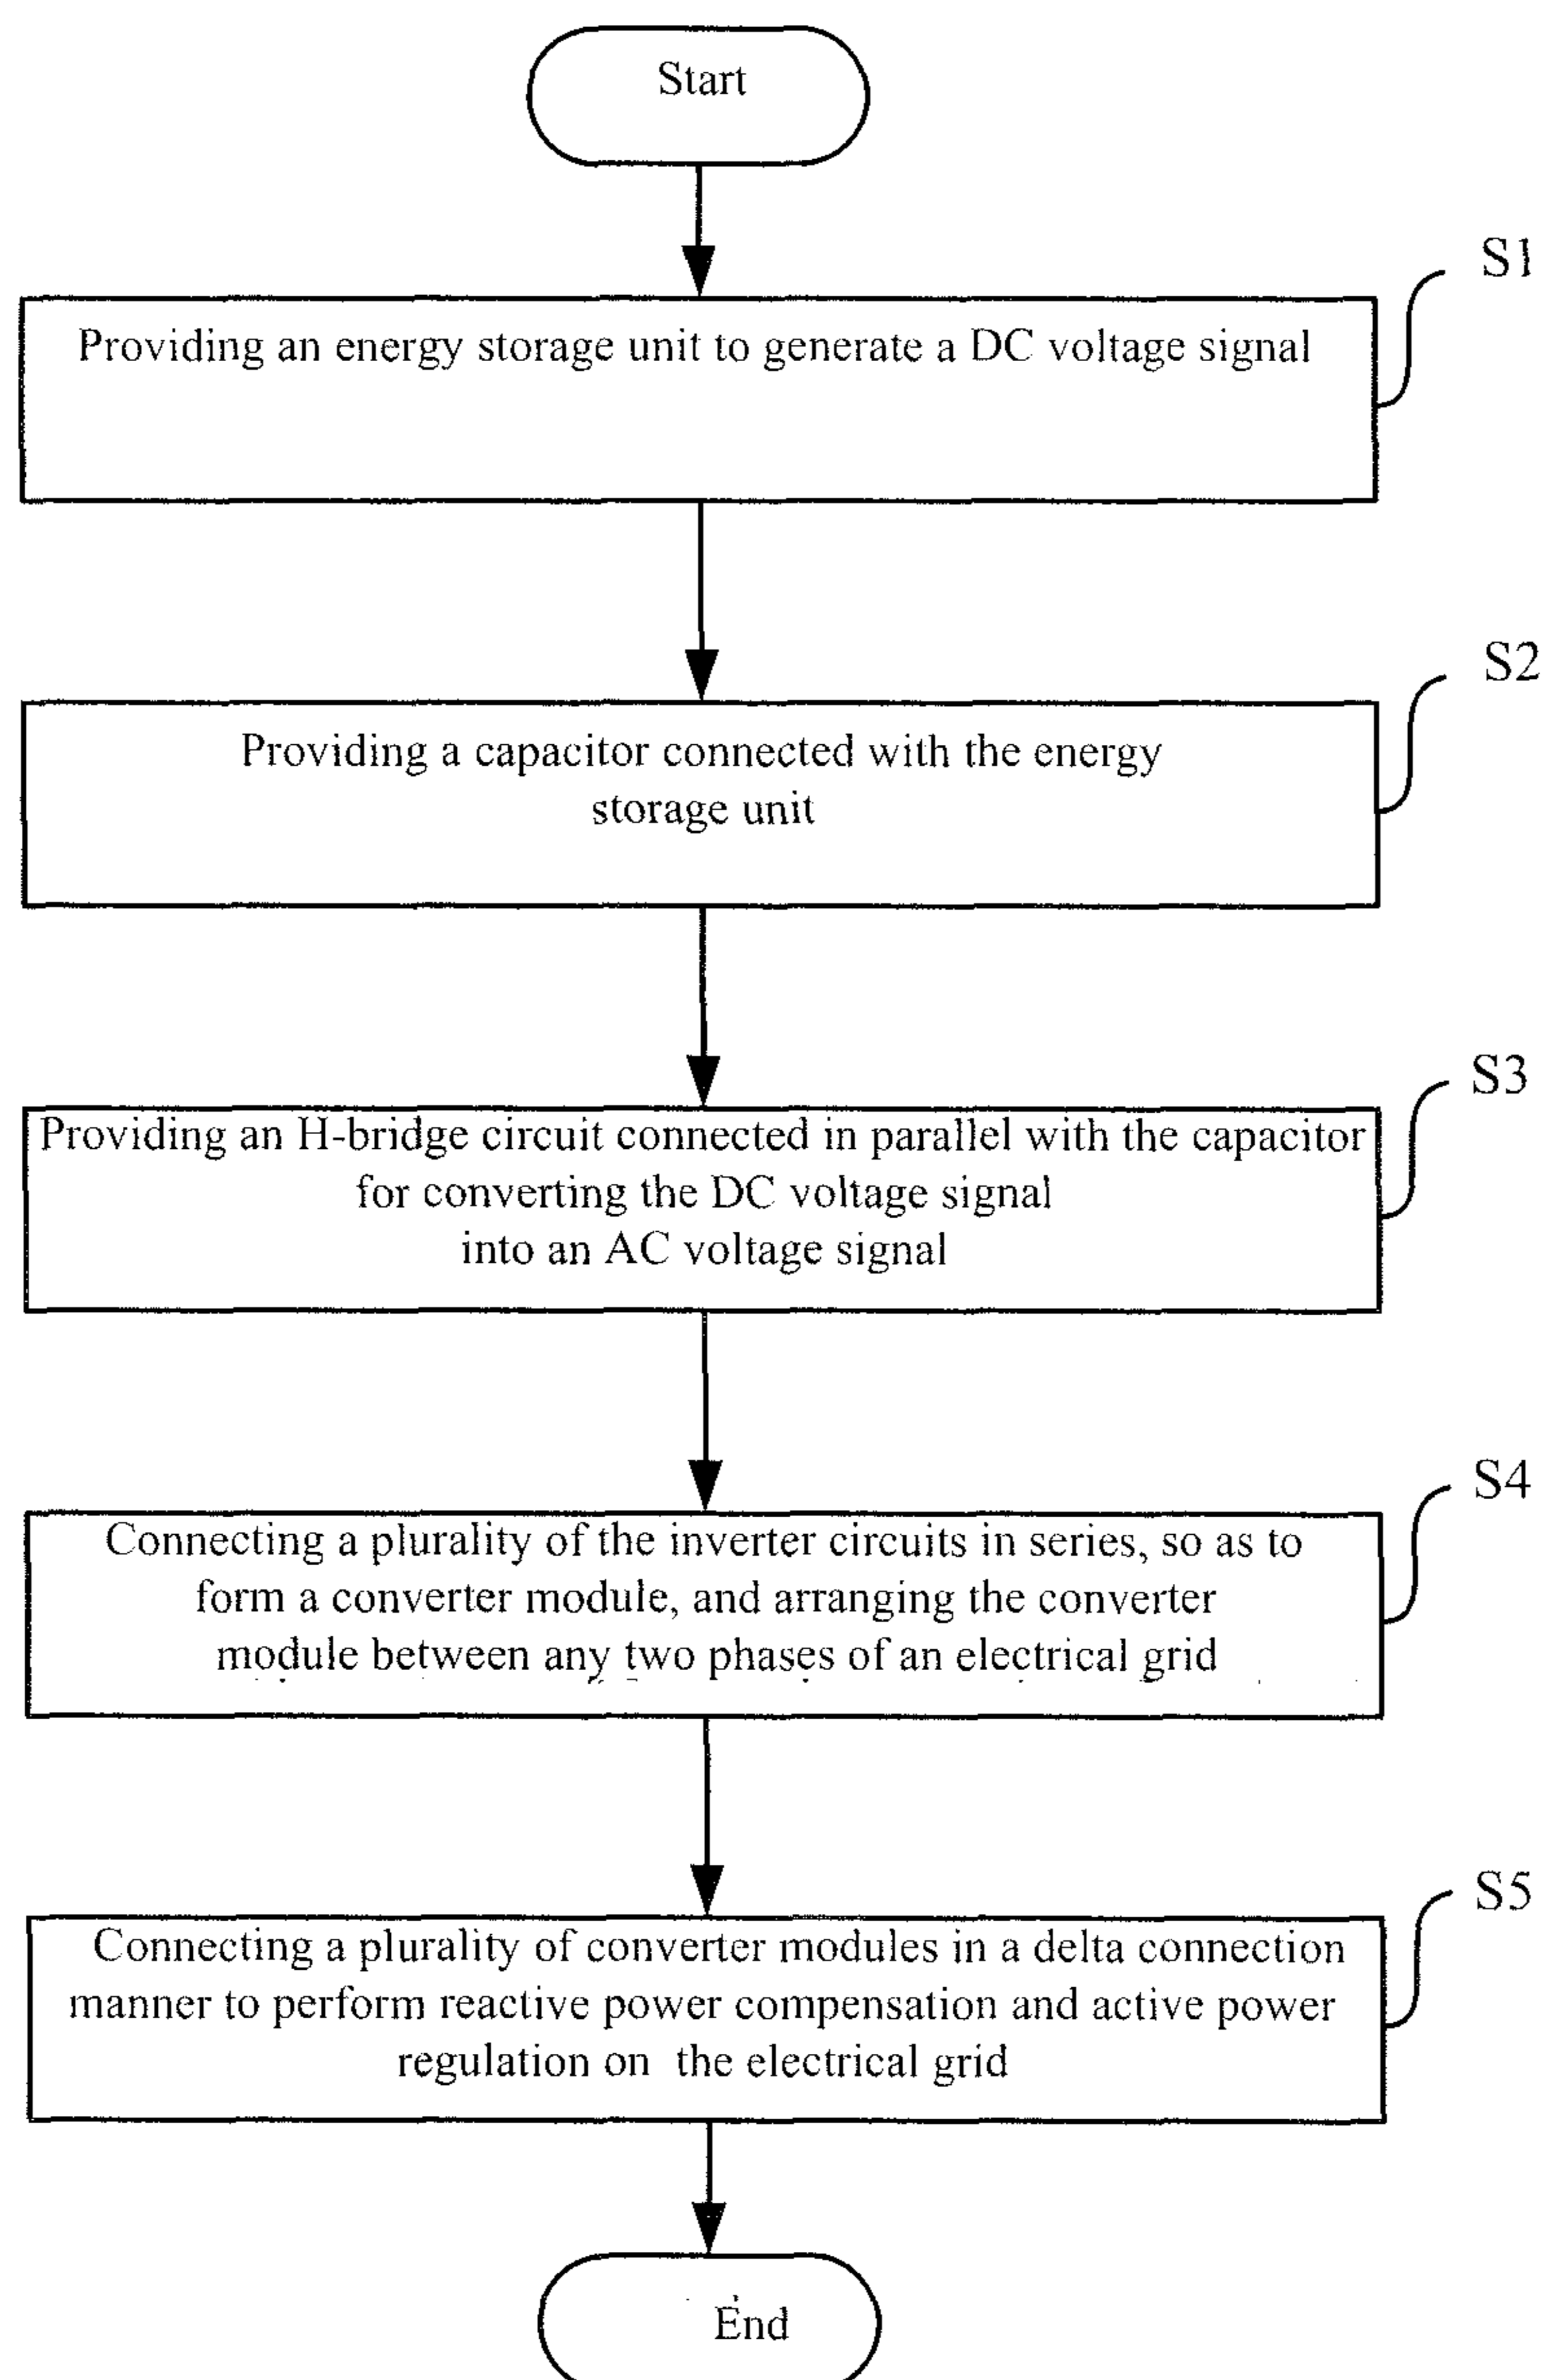 Start
S1
Providing an energy storage unit to generate a DC voltage signal
S2
Providing a capacitor connected with the energy
storage unit
S3
Providing an H-bridge circuit connected in parallel with the capacitor
for converting the DC voltage signal
into an AC voltage signal
S4
Connecting a plurality of the inverter circuits in series, so as to
form a converter module, and arranging the converter
module between any two phases of an electrical grid
S5
Connecting a plurality of converter modules in a delta connection
manner to perform reactive power compensation and active power
regulation on the electrical grid
End